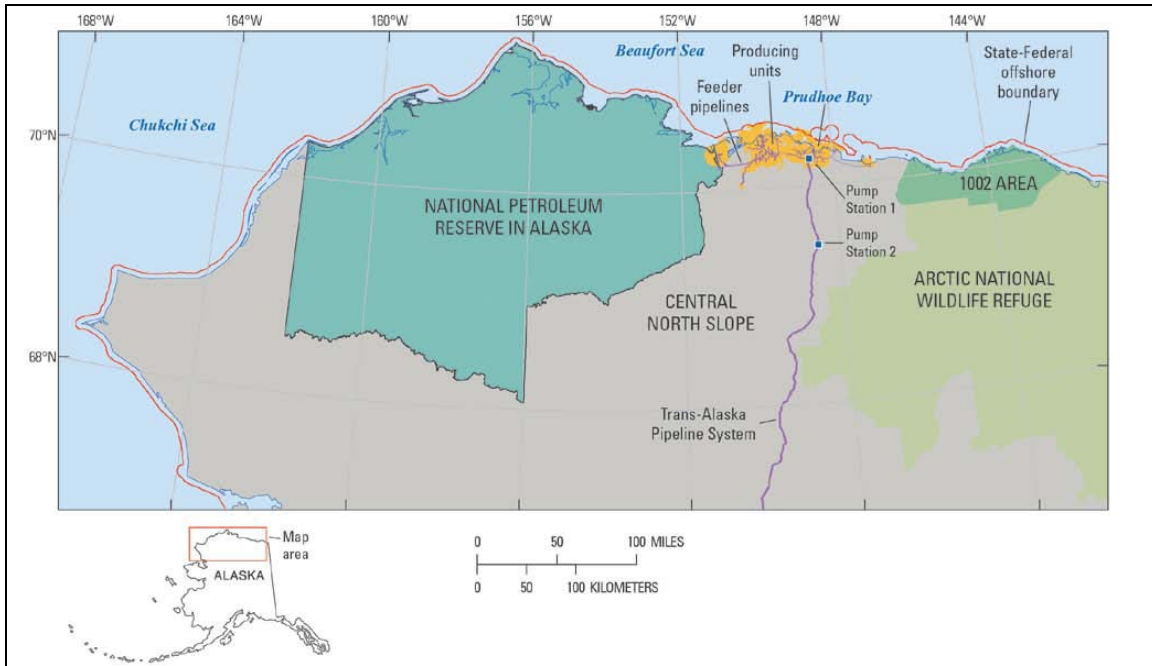 168°W
164°W
160°W
156°W
152°W
148°W
144°W
Beaufort Sea
Producing
units
Feeder
pipelines
Prudhoe Bay
State-Federal
offshore
boundary
Chukchi Sea
70°N
1002 AREA
Pump
Station 1
Pump
Station 2
NATIONAL PETROLEUM
RESERVE IN ALASKA
ARCTIC NATIONAL
WILDLIFE REFUGE
CENTRAL
NORTH SLOPE
68°N
Trans-Alaska
Pipeline System
Map
area
ALASKA
0 50 100 MILES
0 50 100 KILOMETERS